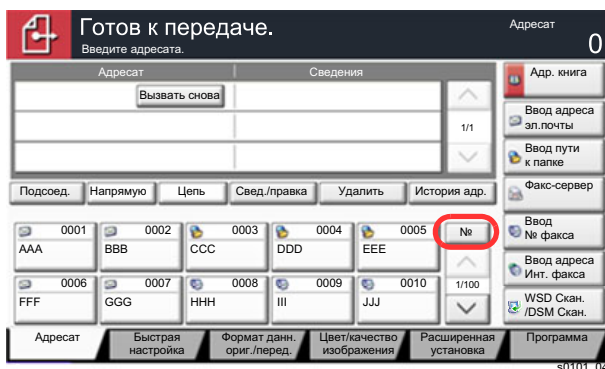 Готов к передаче.
Введите адресата.
Адресат
0
Адресат
Сведения
Вызвать снова
1/1
Подсоед.
Напрямую
Цепь
Свед./правка
Удалить
История адр.
0001
AAA
0002
BBB
0003
CCC
0004
DDD
0005
EEE
№
0006
FFF
0007
GGG
0008
HHH
0009
III
0010
JJJ
1/100
Адр. книга
Ввод адреса
эл.почты
Ввод пути
к папке
Факс-сервер
Ввод
№ факса
Ввод адреса
Инт. факса
WSD Скан.
/DSM Скан.
Адресат
Быстрая
настройка
Формат данн.
ориг./перед.
Цвет/качество
изображения
Расширенная
установка
Программа